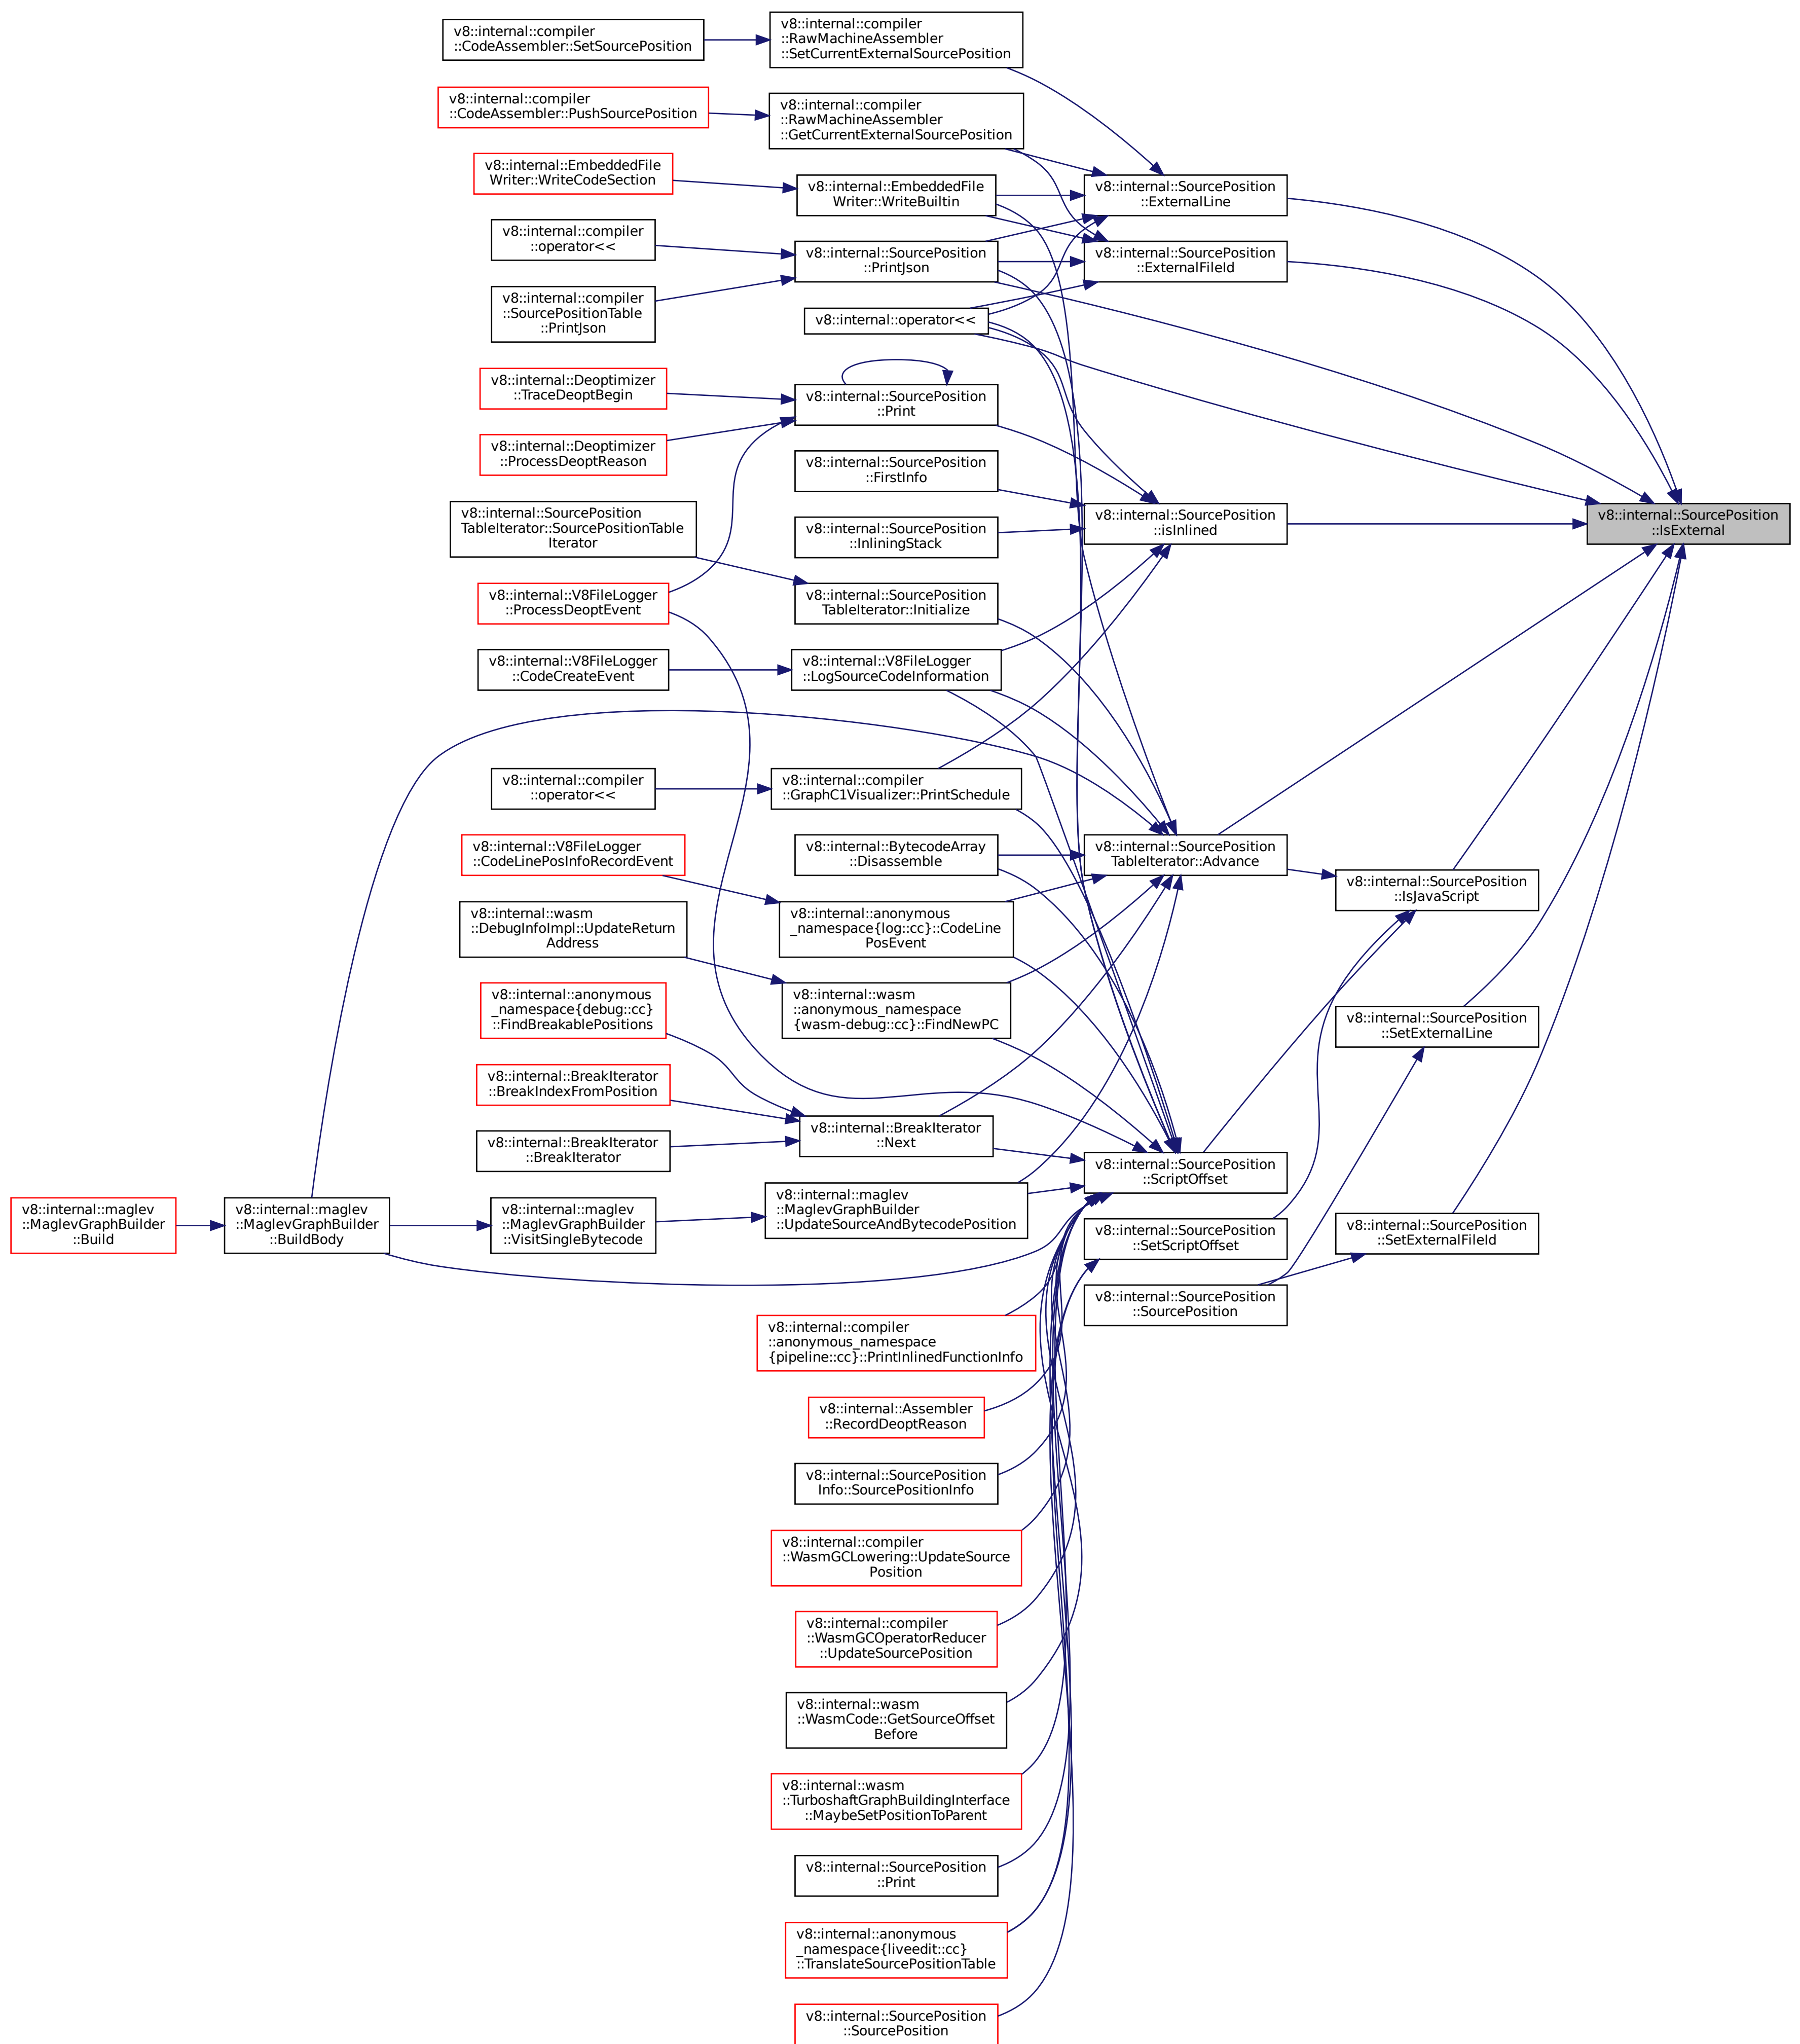 v8::internal::compiler
::CodeAssembler::SetSourcePosition
v8::internal::compiler
::RawMachineAssembler
::SetCurrentExternalSourcePosition
v8::internal::compiler
::CodeAssembler::PushSourcePosition
v8::internal::compiler
::RawMachineAssembler
::GetCurrentExternalSourcePosition
v8::internal::EmbeddedFile
Writer::WriteCodeSection
v8::internal::EmbeddedFile
Writer::WriteBuiltin
v8::internal::SourcePosition
::ExternalLine
v8::internal::compiler
::operator<<
v8::internal::SourcePosition
::PrintJson
v8::internal::SourcePosition
::ExternalFileId
v8::internal::compiler
::SourcePositionTable
::PrintJson
v8::internal::operator<<
v8::internal::Deoptimizer
::TraceDeoptBegin
v8::internal::SourcePosition
::Print
v8::internal::Deoptimizer
::ProcessDeoptReason
v8::internal::SourcePosition
::FirstInfo
v8::internal::SourcePosition
TableIterator::SourcePositionTable
Iterator
v8::internal::SourcePosition
::InliningStack
v8::internal::SourcePosition
::isInlined
v8::internal::SourcePosition
::IsExternal
v8::internal::V8FileLogger
::ProcessDeoptEvent
v8::internal::SourcePosition
TableIterator::Initialize
v8::internal::V8FileLogger
::CodeCreateEvent
v8::internal::V8FileLogger
::LogSourceCodeInformation
v8::internal::compiler
::operator<<
v8::internal::compiler
::GraphC1Visualizer::PrintSchedule
v8::internal::V8FileLogger
::CodeLinePosInfoRecordEvent
v8::internal::BytecodeArray
::Disassemble
v8::internal::SourcePosition
TableIterator::Advance
v8::internal::SourcePosition
::IsJavaScript
v8::internal::wasm
::DebugInfoImpl::UpdateReturn
Address
v8::internal::anonymous
_namespace{log::cc}::CodeLine
PosEvent
v8::internal::anonymous
_namespace{debug::cc}
::FindBreakablePositions
v8::internal::wasm
::anonymous_namespace
{wasm-debug::cc}::FindNewPC
v8::internal::SourcePosition
::SetExternalLine
v8::internal::BreakIterator
::BreakIndexFromPosition
v8::internal::BreakIterator
::BreakIterator
v8::internal::BreakIterator
::Next
v8::internal::SourcePosition
::ScriptOffset
v8::internal::maglev
::MaglevGraphBuilder
::Build
v8::internal::maglev
::MaglevGraphBuilder
::BuildBody
v8::internal::maglev
::MaglevGraphBuilder
::VisitSingleBytecode
v8::internal::maglev
::MaglevGraphBuilder
::UpdateSourceAndBytecodePosition
v8::internal::SourcePosition
::SetScriptOffset
v8::internal::SourcePosition
::SetExternalFileId
v8::internal::SourcePosition
::SourcePosition
v8::internal::compiler
::anonymous_namespace
{pipeline::cc}::PrintInlinedFunctionInfo
v8::internal::Assembler
::RecordDeoptReason
v8::internal::SourcePosition
Info::SourcePositionInfo
v8::internal::compiler
::WasmGCLowering::UpdateSource
Position
v8::internal::compiler
::WasmGCOperatorReducer
::UpdateSourcePosition
v8::internal::wasm
::WasmCode::GetSourceOffset
Before
v8::internal::wasm
::TurboshaftGraphBuildingInterface
::MaybeSetPositionToParent
v8::internal::SourcePosition
::Print
v8::internal::anonymous
_namespace{liveedit::cc}
::TranslateSourcePositionTable
v8::internal::SourcePosition
::SourcePosition